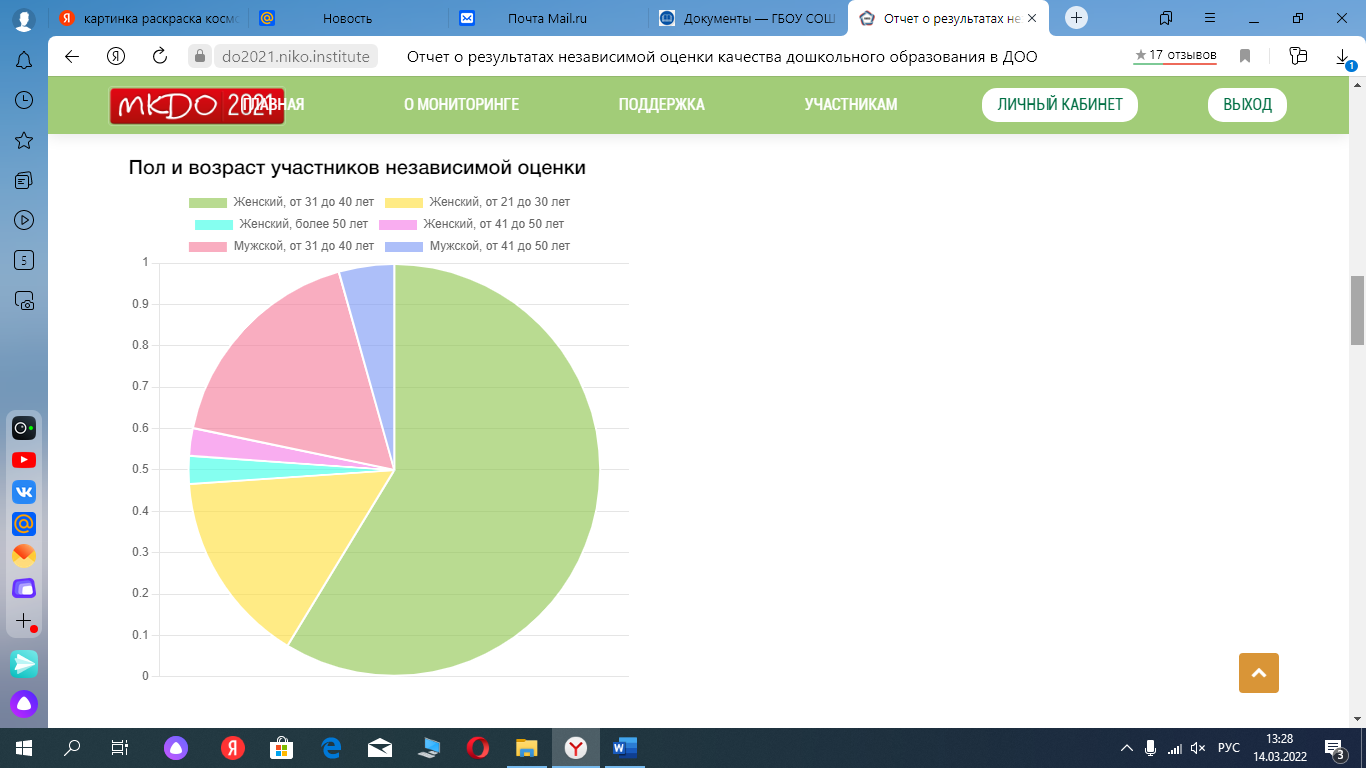 картинка раскраска косм
Новость
Почта Mail.ru
Документы — ГБОУ СОШ
Отчет о результатах не
do2021.niko.institute
Отчет о результатах независимой оценки качества дошкольного образования в ДОО
★ 17 отзывов
1
MKDO 2021
ГЛАВНАЯ
О МОНИТОРИНГЕ
ПОДДЕРЖКА
УЧАСТНИКАМ
ЛИЧНЫЙ КАБИНЕТ
ВЫХОД
Пол и возраст участников независимой оценки
Женский, от 31 до 40 лет
Женский, от 21 до 30 лет
Женский, более 50 лет
Женский, от 41 до 50 лет
Мужской, от 31 до 40 лет
Мужской, от 41 до 50 лет
1
0.9
0.8
0.7
0.6
0.5
0.4
0.3
0.2
0.1
0
5
РУС
13:28
14.03.2022
3